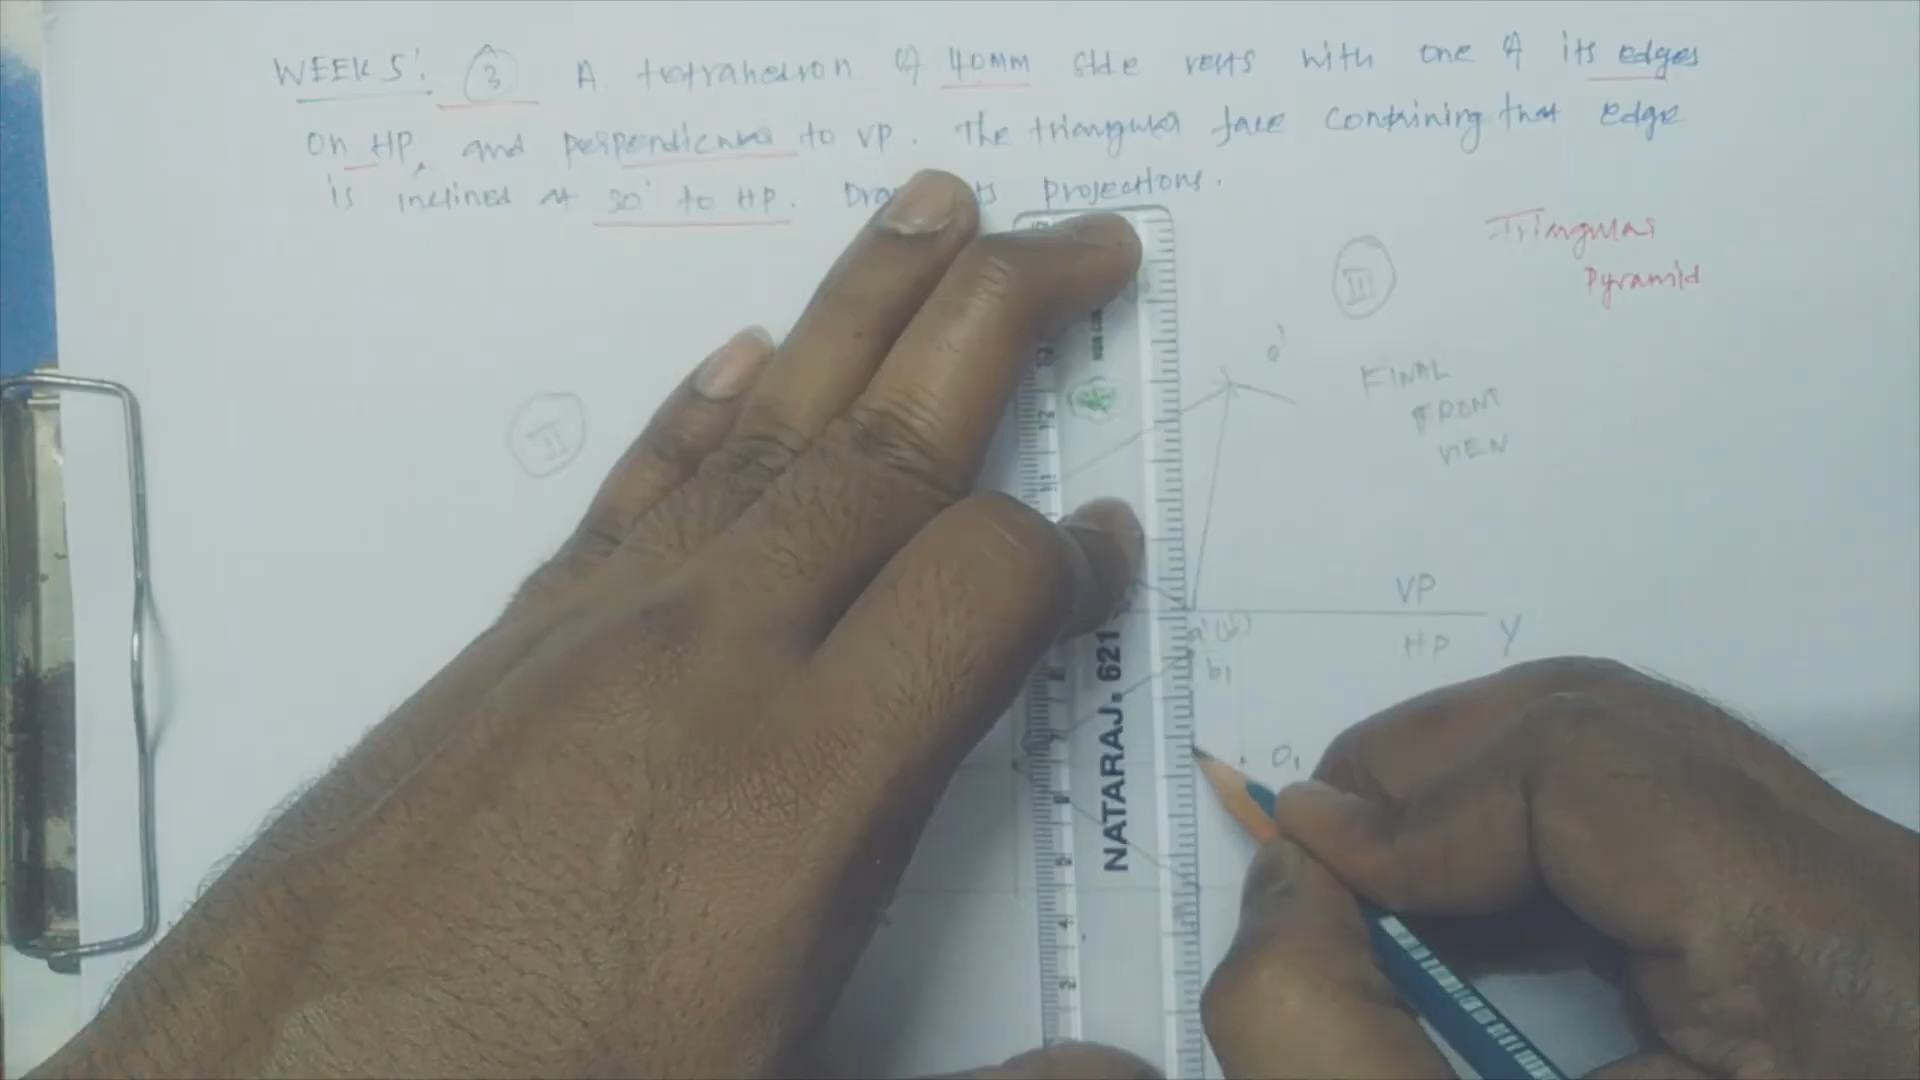 WEEK 5: 3 A tetrahedron of 40MM side rests with one of its edges
on HP, and perpendicular to VP. The triangular face containing that edge
is inclined at 30° to HP. projections.
Triangular
Pyramid
III
II
o'
FINAL
FRONT
VIEW
VP
HP
Y
a'(b')
b1
O1
NATARAJ. 621